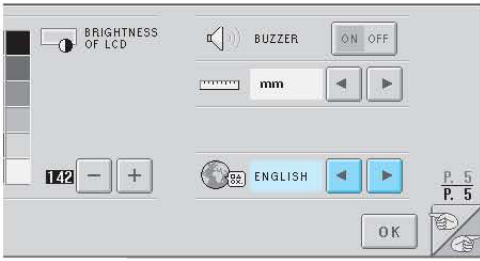 BRIGHTNESS
OF LCD
BUZZER
ON OFF
mm
142
ENGLISH
P. 5
P. 5
OK